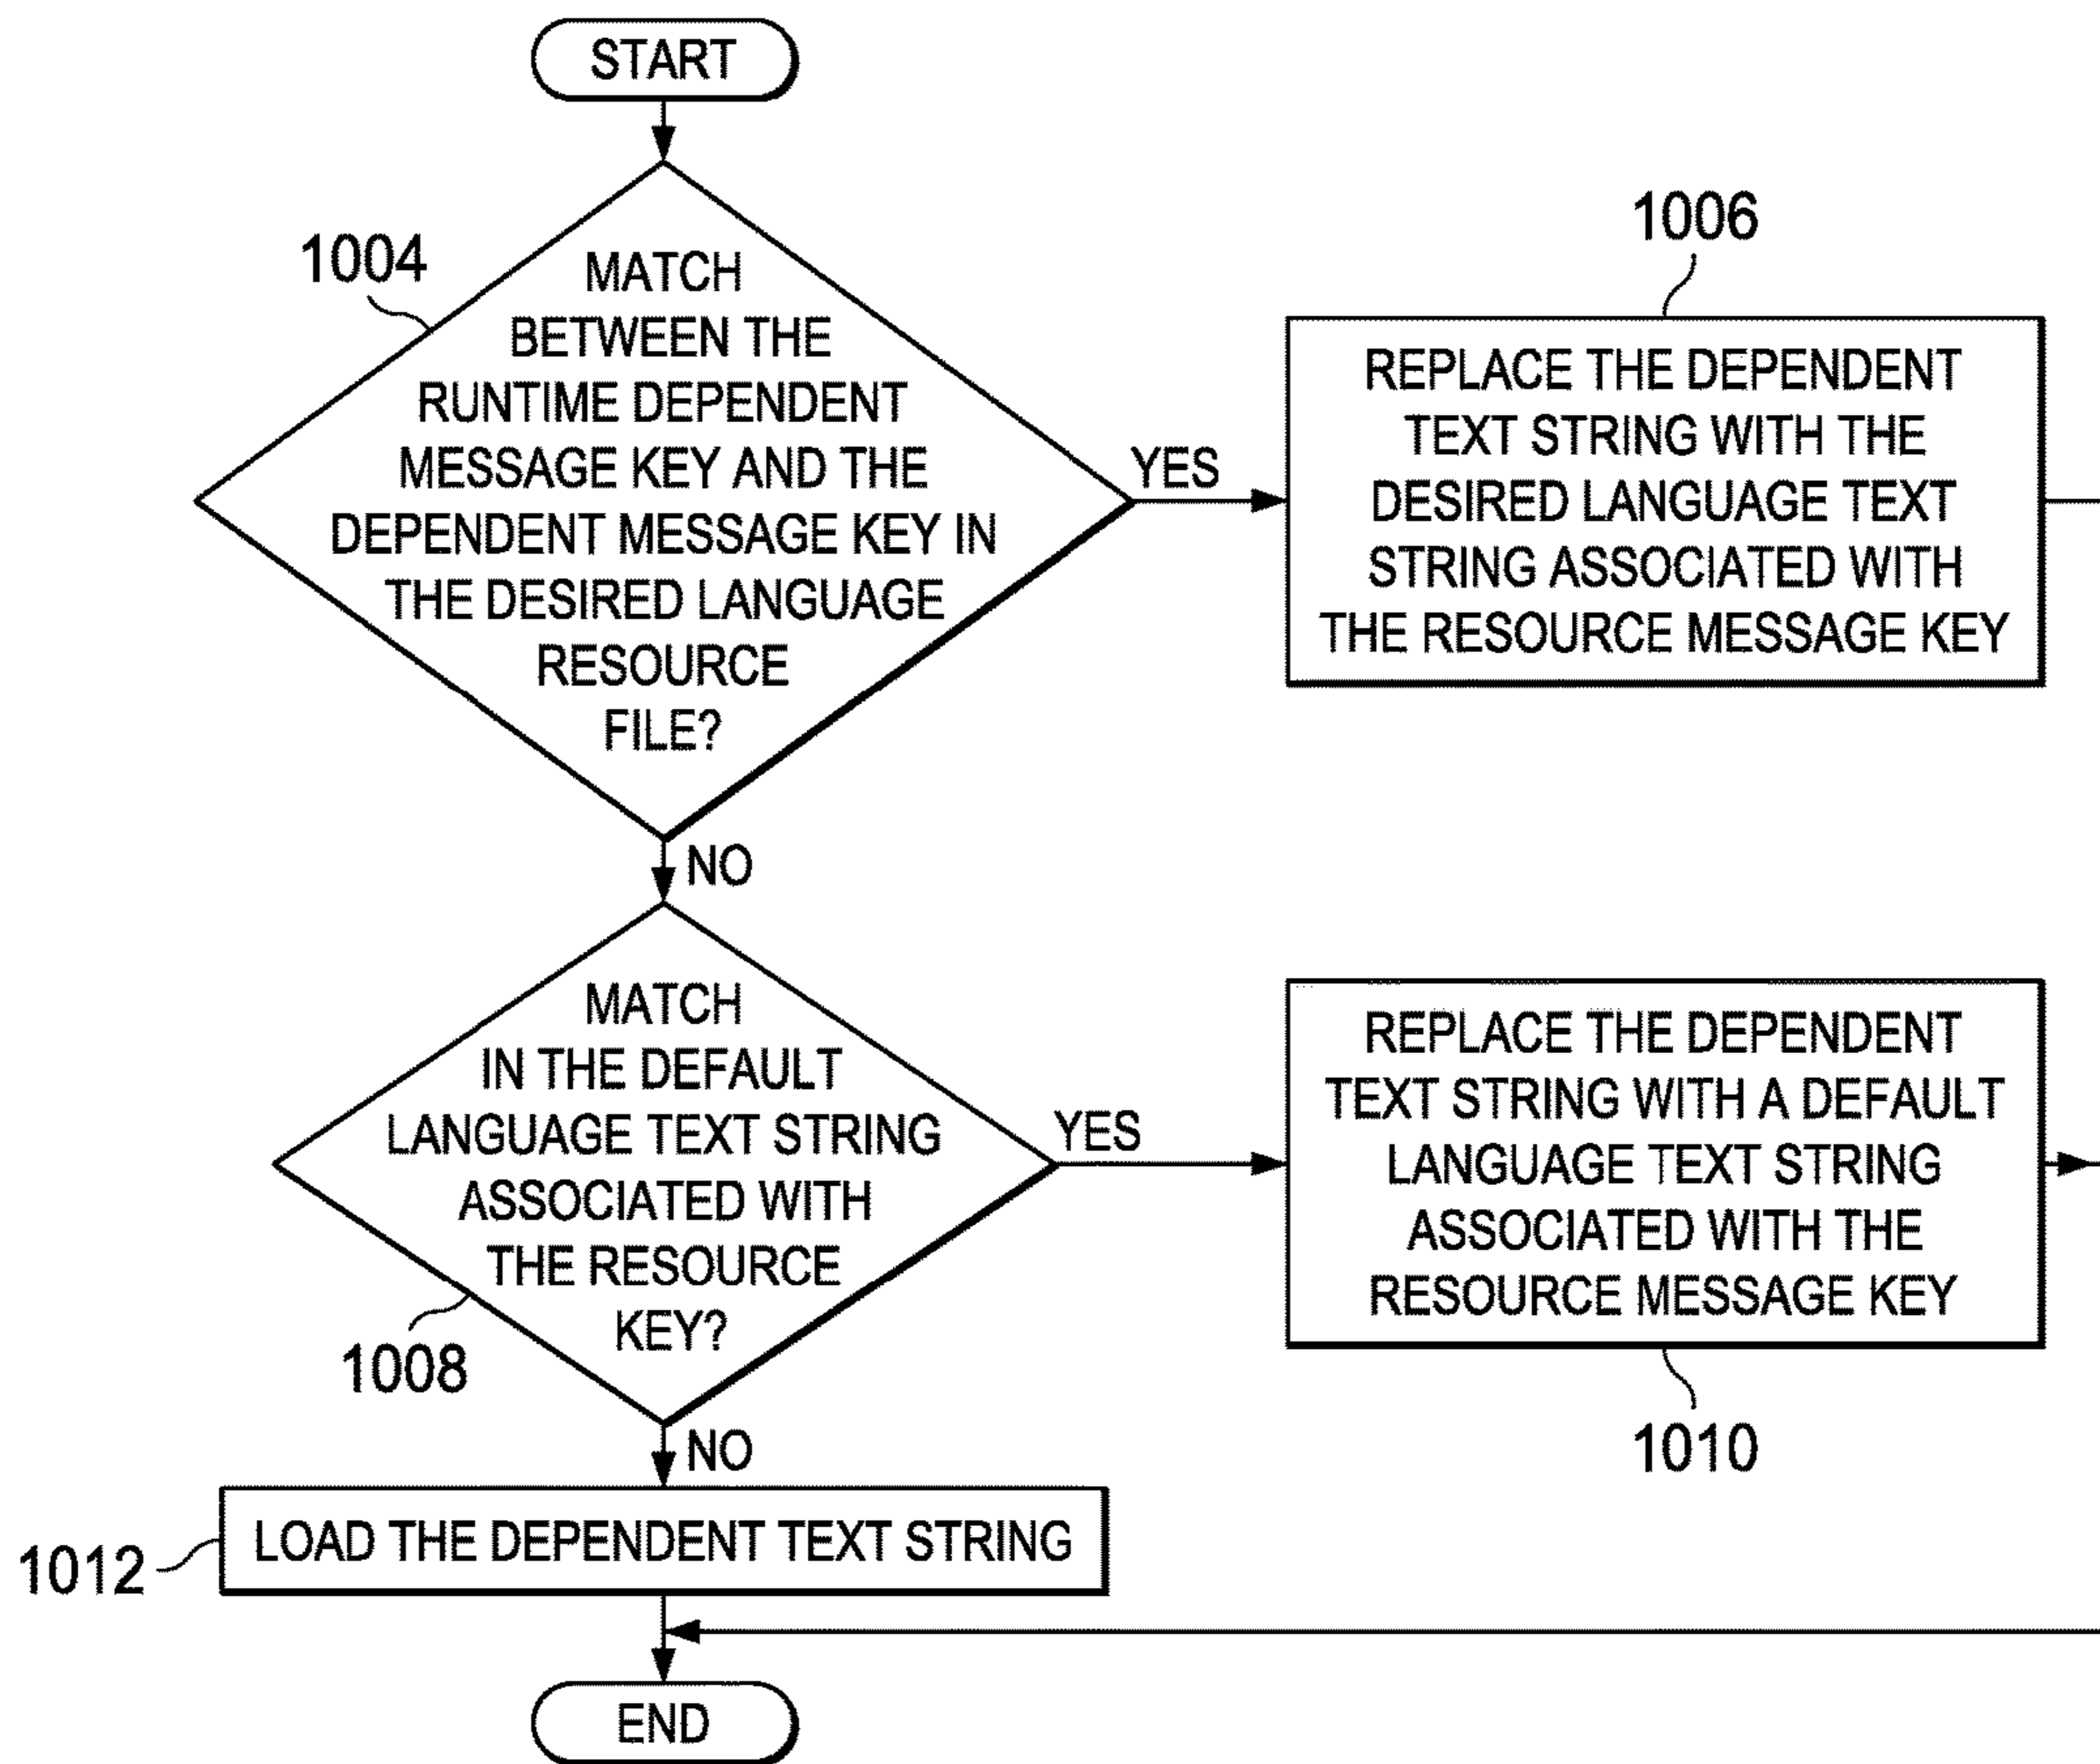 START
1004
MATCH
BETWEEN THE
RUNTIME DEPENDENT
MESSAGE KEY AND THE
DEPENDENT MESSAGE KEY IN
THE DESIRED LANGUAGE
RESOURCE
FILE?
YES
1006
REPLACE THE DEPENDENT
TEXT STRING WITH THE
DESIRED LANGUAGE TEXT
STRING ASSOCIATED WITH
THE RESOURCE MESSAGE KEY
NO
MATCH
IN THE DEFAULT
LANGUAGE TEXT STRING
ASSOCIATED WITH
THE RESOURCE
KEY?
1008
YES
REPLACE THE DEPENDENT
TEXT STRING WITH A DEFAULT
LANGUAGE TEXT STRING
ASSOCIATED WITH THE
RESOURCE MESSAGE KEY
1010
NO
1012
LOAD THE DEPENDENT TEXT STRING
END